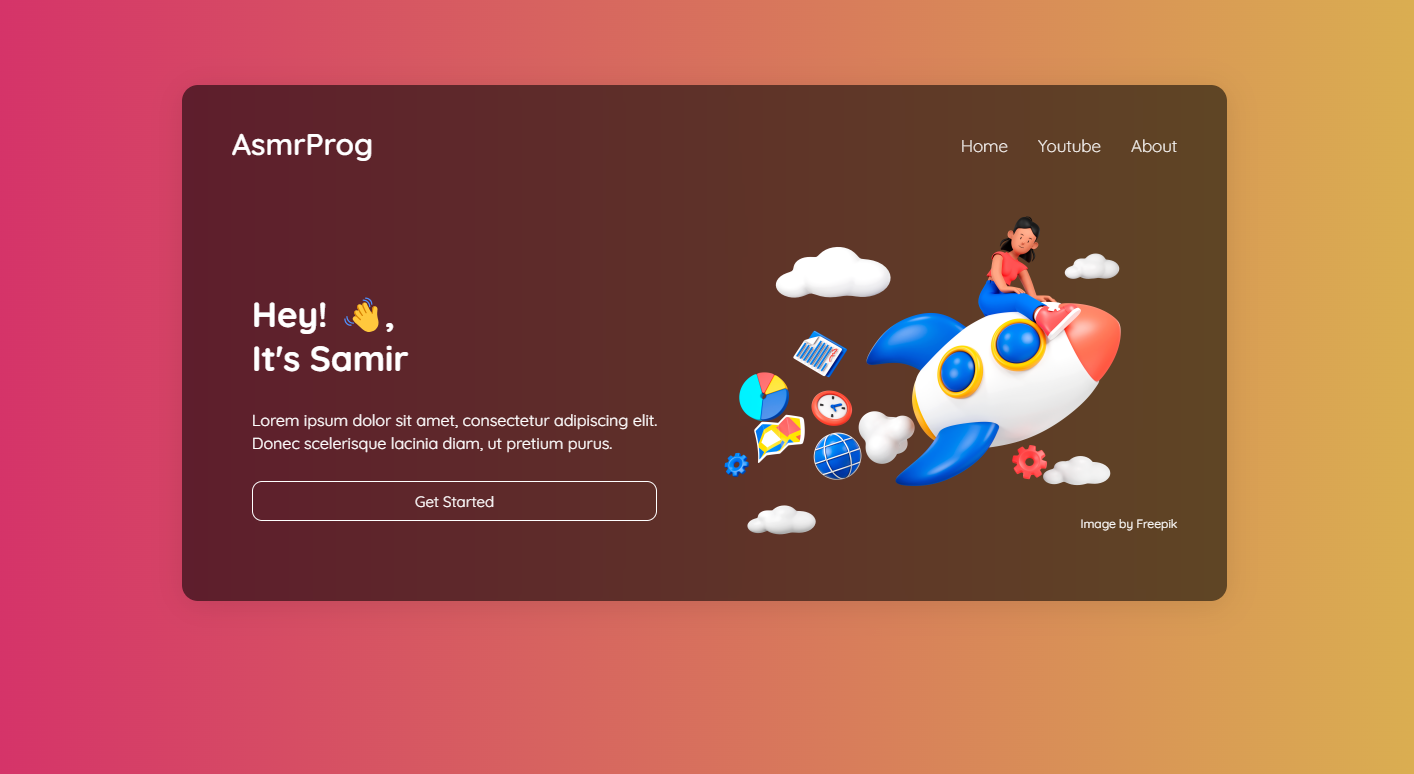 AsmrProg
Home Youtube About
Hey! 👋,
It's Samir
Lorem ipsum dolor sit amet, consectetur adipiscing elit.
Donec scelerisque lacinia diam, ut pretium purus.
Get Started
Image by Freepik